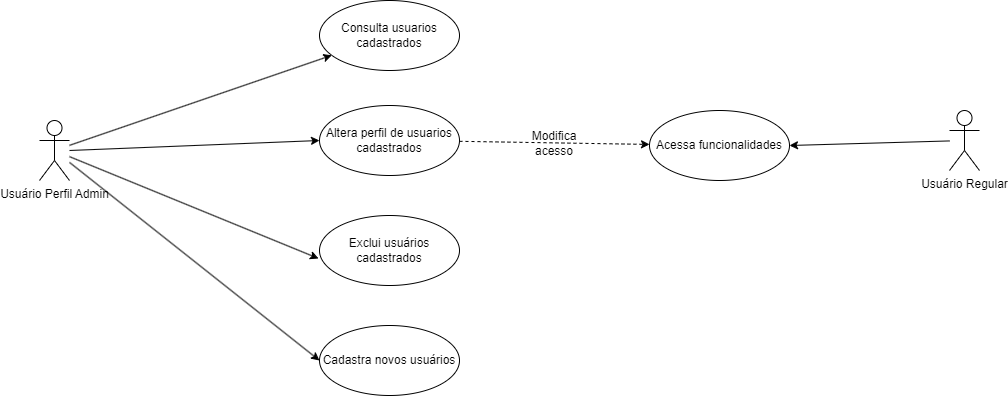 Consulta usuarios
cadastrados
Usuário Perfil Admin
Altera perfil de usuarios
cadastrados
Modifica
acesso
Acessa funcionalidades
Usuário Regular
Exclui usuários
cadastrados
Cadastra novos usuários